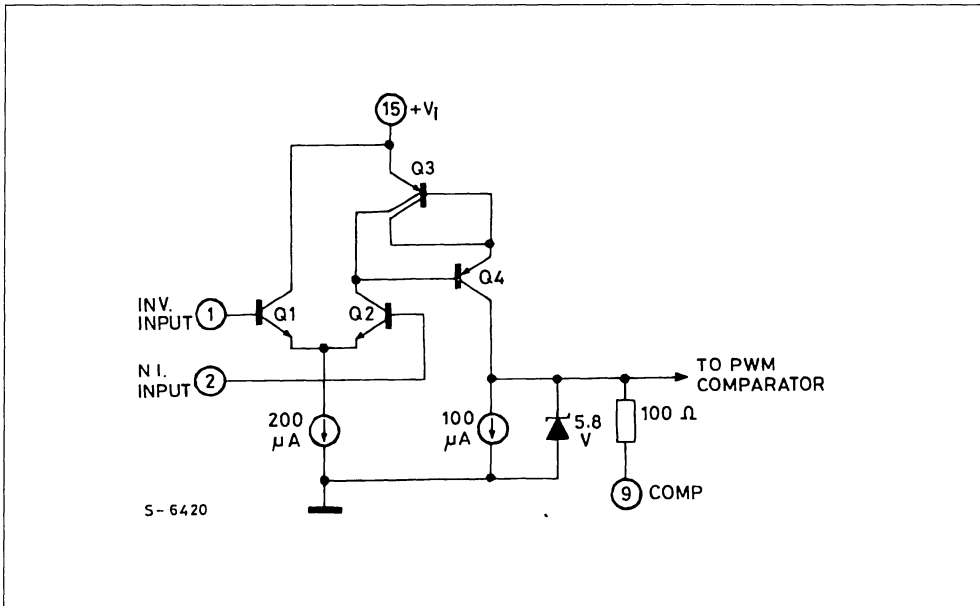 15 +VI
Q3
Q4
INV.
INPUT 1 Q1 Q2
N I.
INPUT 2
TO PWM
COMPARATOR
200
μA
100
μA
5.8
V
100 Ω
9 COMP
S-6420